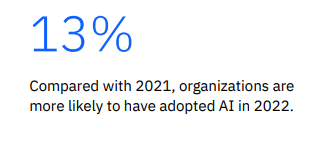 13%
Compared with 2021, organizations are
more likely to have adopted AI in 2022.